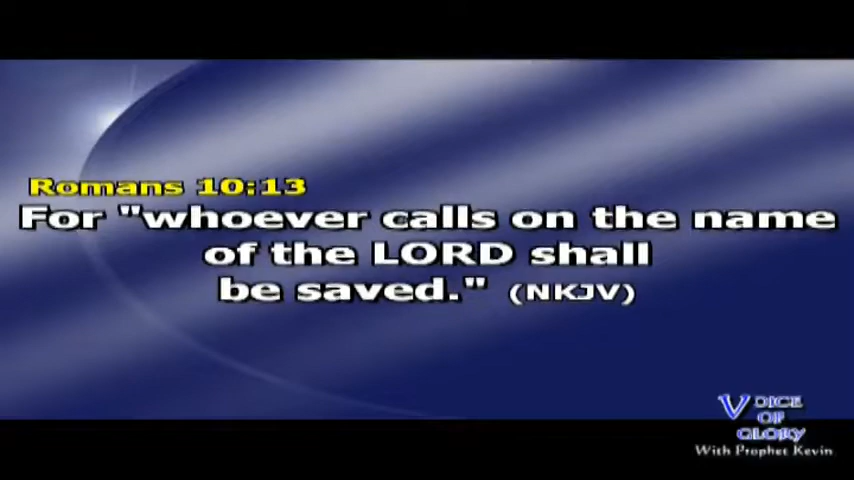 Romans 10:13
For "whoever calls on the name
of the LORD shall
be saved." (NKJV)
VOICE
OF
GLORY
With Prophet Kevin